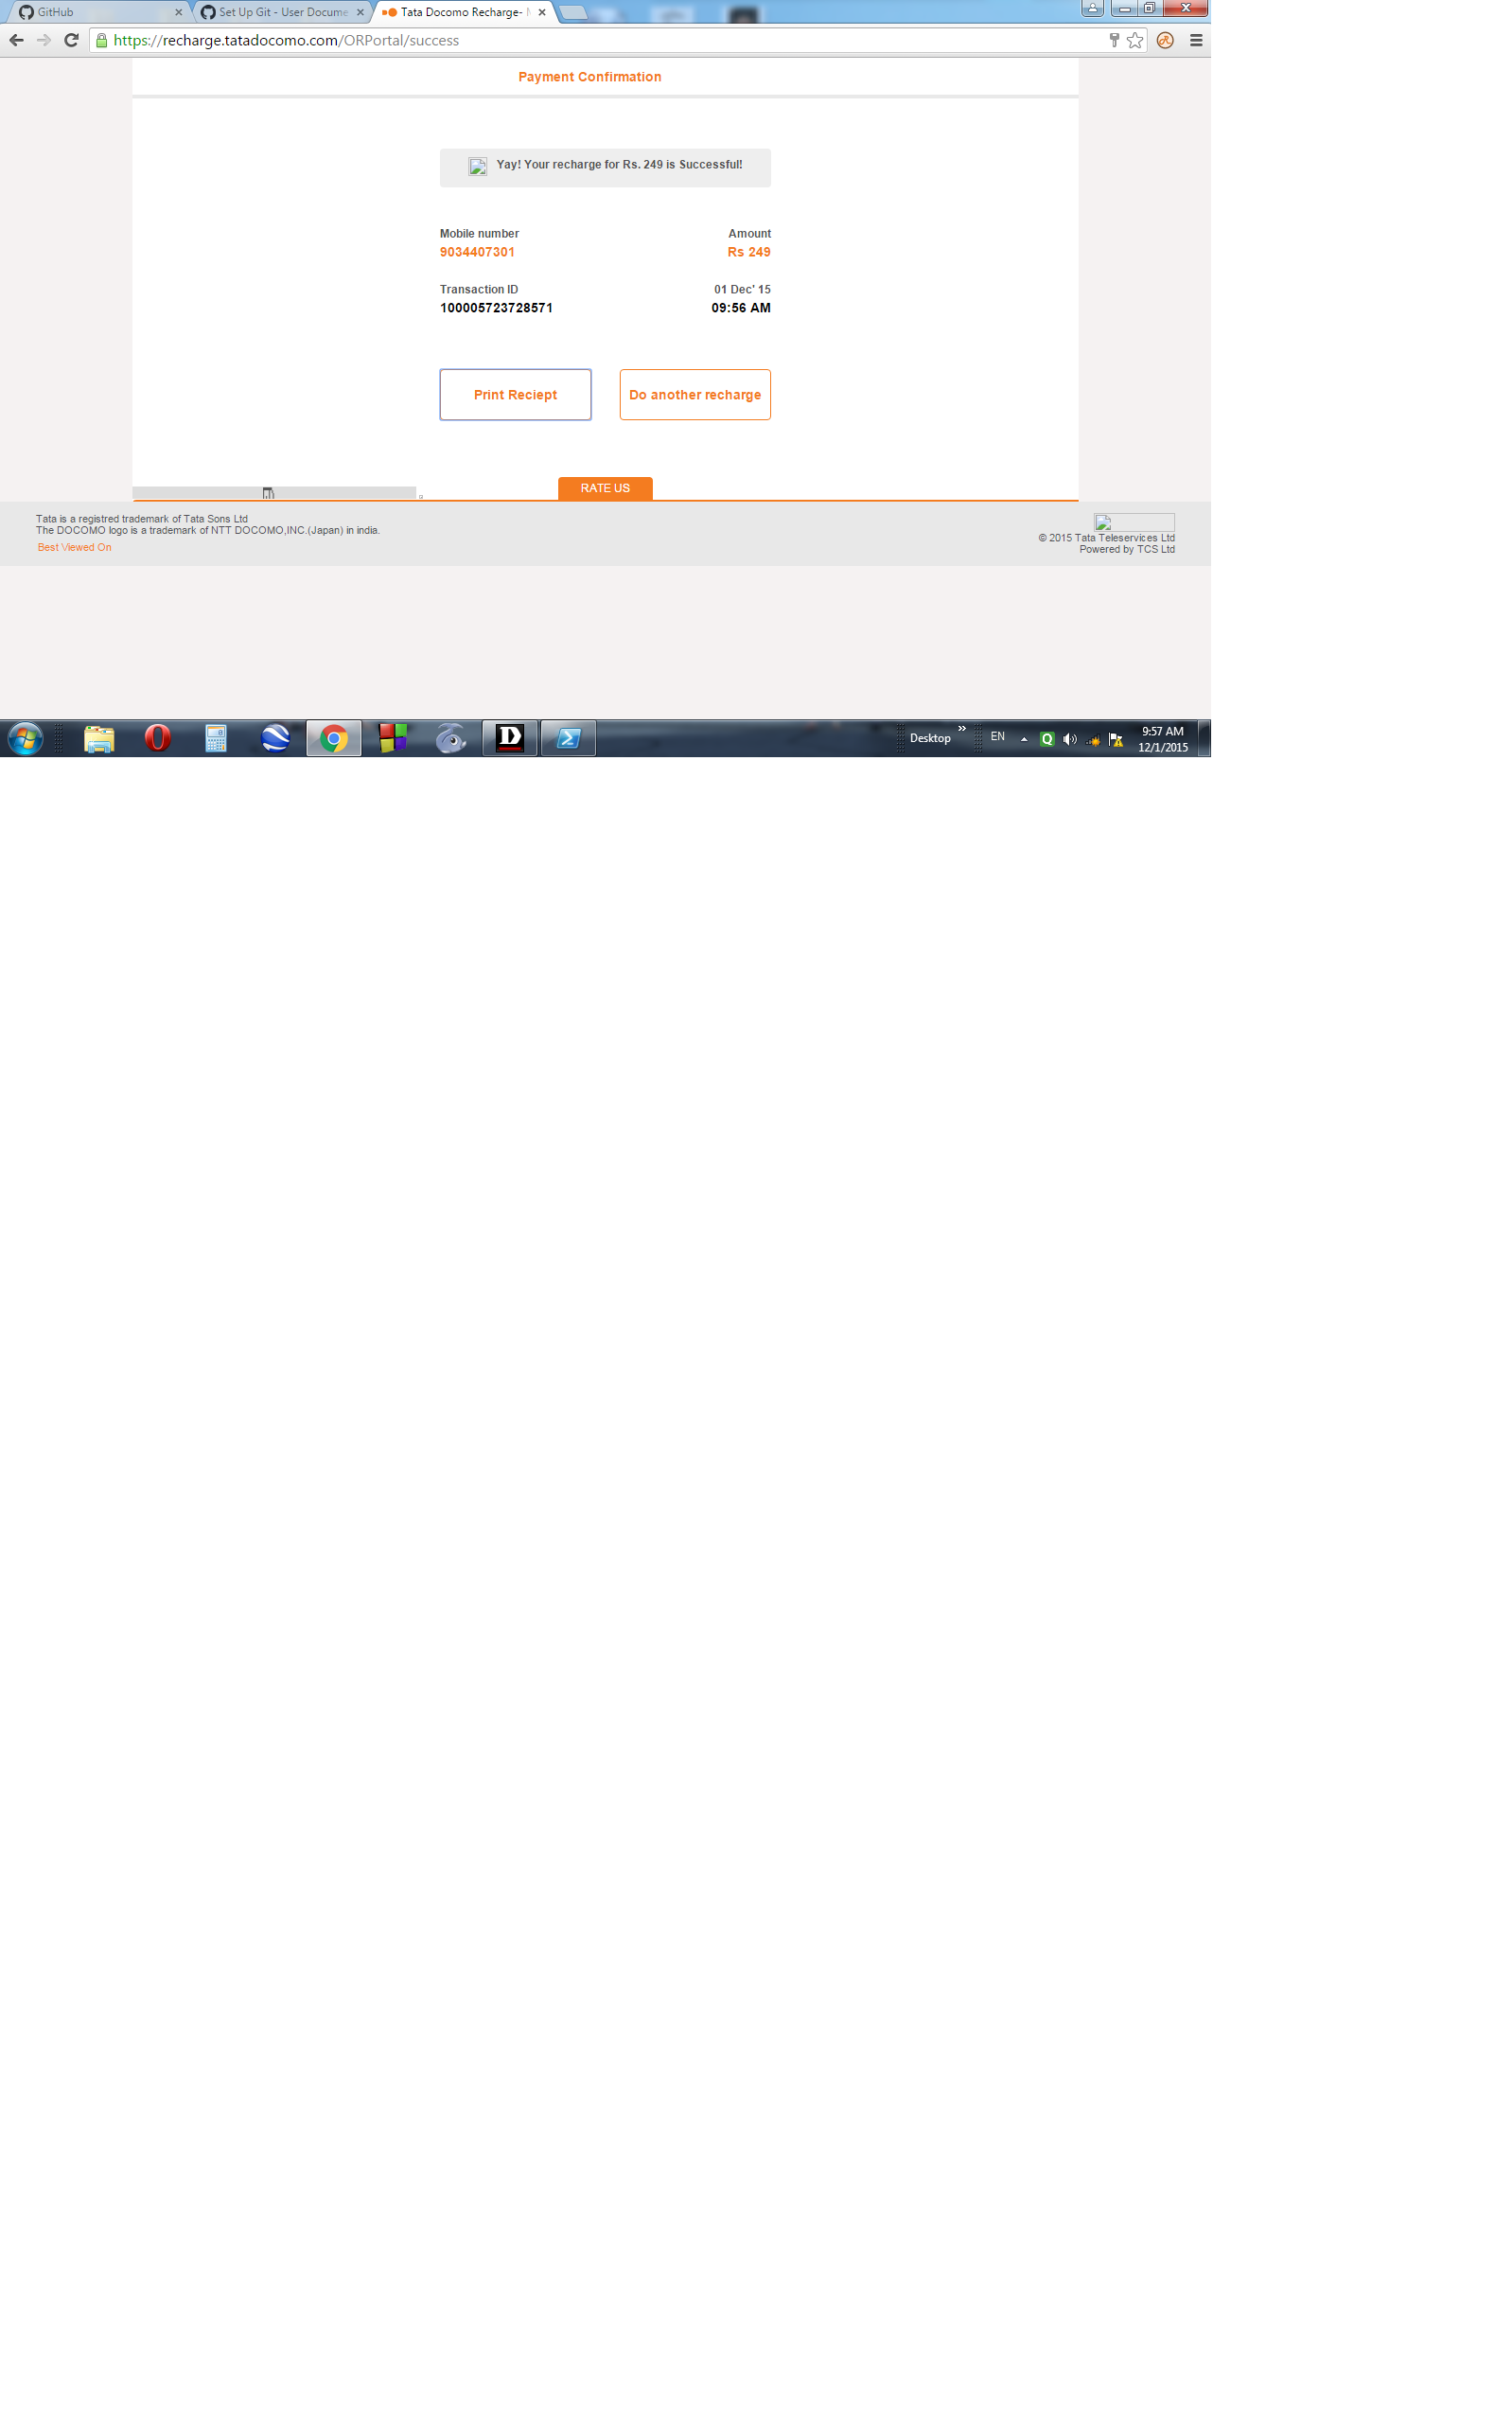 GitHub
Set Up Git - User Docume
Tata Docomo Recharge-
https://recharge.tatadocomo.com/ORPortal/success
Payment Confirmation
Yay! Your recharge for Rs. 249 is Successful!
Mobile number Amount
9034407301 Rs 249
Transaction ID 01 Dec' 15
100005723728571 09:56 AM
Print Reciept Do another recharge
RATE US
Tata is a registred trademark of Tata Sons Ltd
The DOCOMO logo is a trademark of NTT DOCOMO,INC.(Japan) in india.
Best Viewed On
© 2015 Tata Teleservices Ltd
Powered by TCS Ltd
Desktop
EN
9:57 AM
12/1/2015